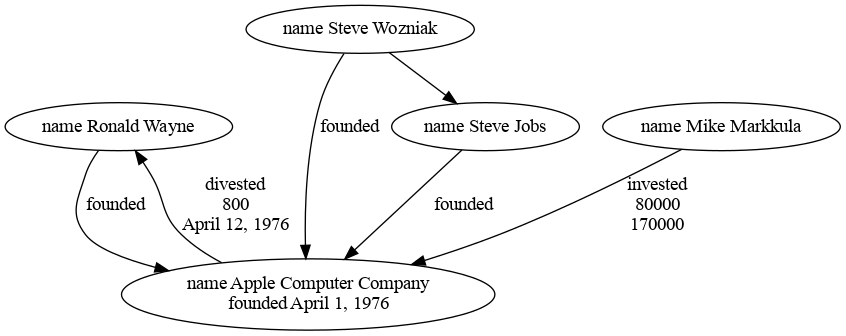 name Steve Wozniak
name Ronald Wayne
founded
name Steve Jobs
name Mike Markkula
founded
divested
800
April 12, 1976
founded
invested
80000
170000
name Apple Computer Company
founded April 1, 1976